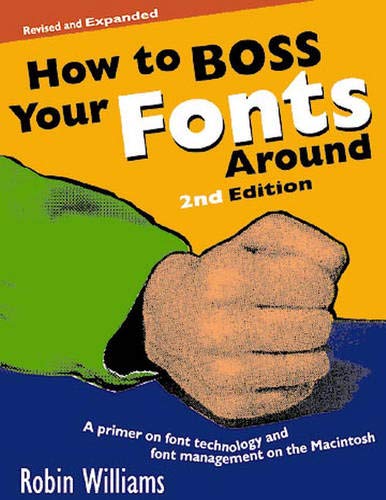 Revised and Expanded
How to BOSS
Your Fonts
Around
2nd Edition
A primer on font technology and
font management on the Macintosh
Robin Williams